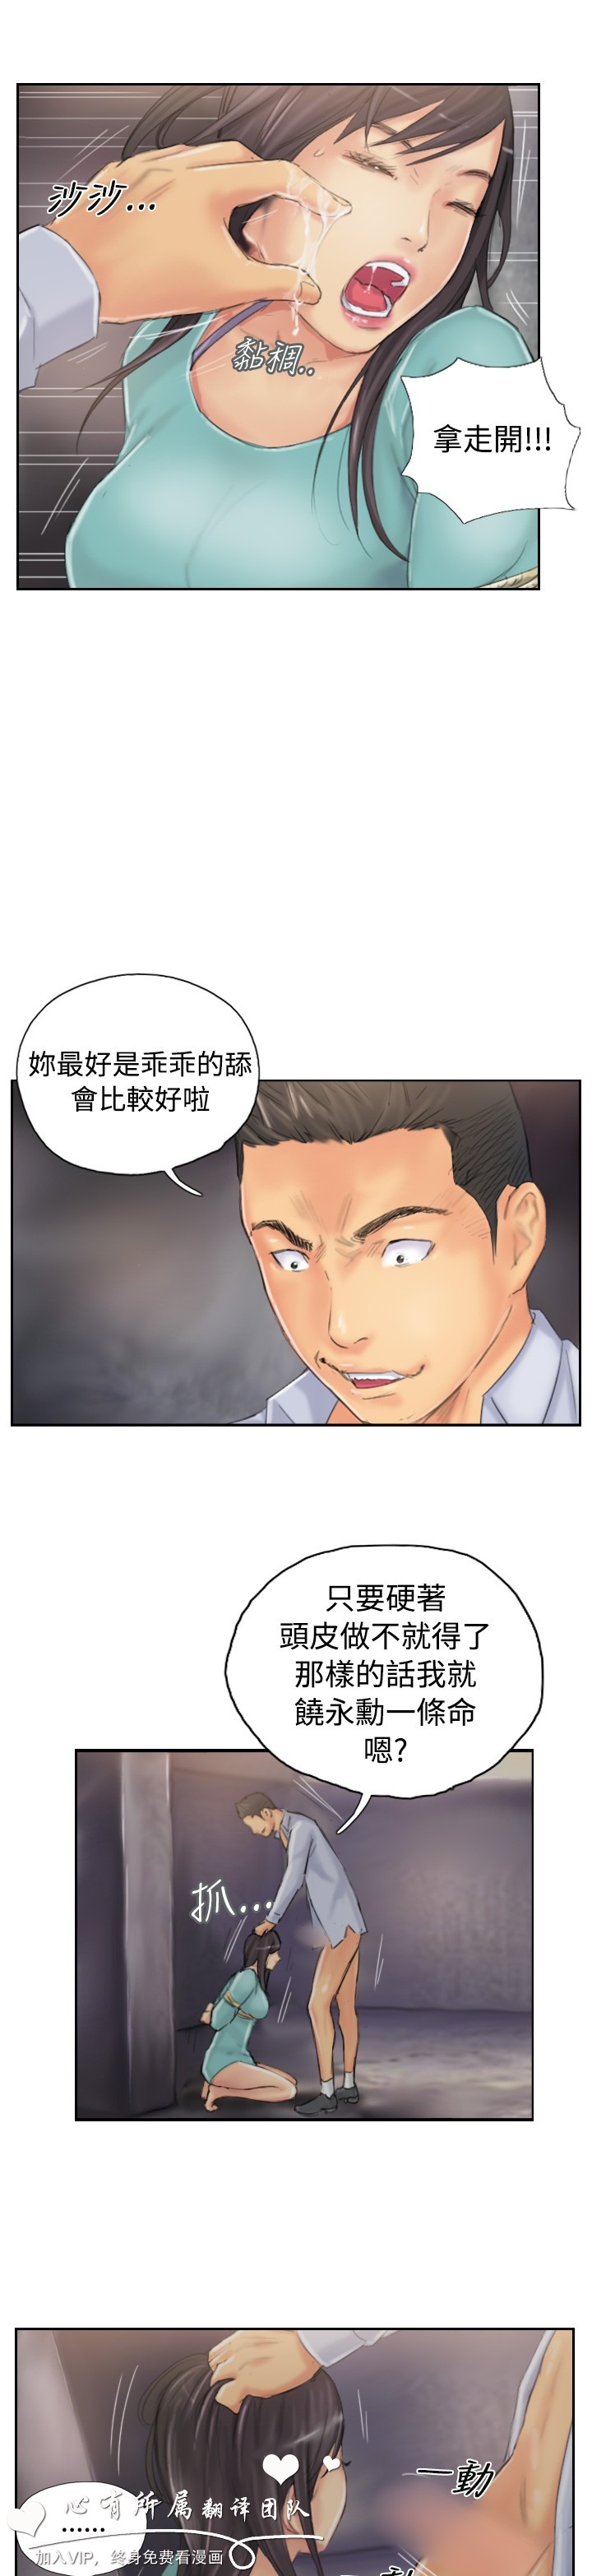 沙沙...
黏稠..
拿走開!!!
妳最好是乖乖的舔
會比較好啦
只要硬著
頭皮做不就得了
那樣的話我就
饒永勳一條命
嗯?
抓...
一動
心有所属翻译团队
......
加入VIP，终身免费看漫画